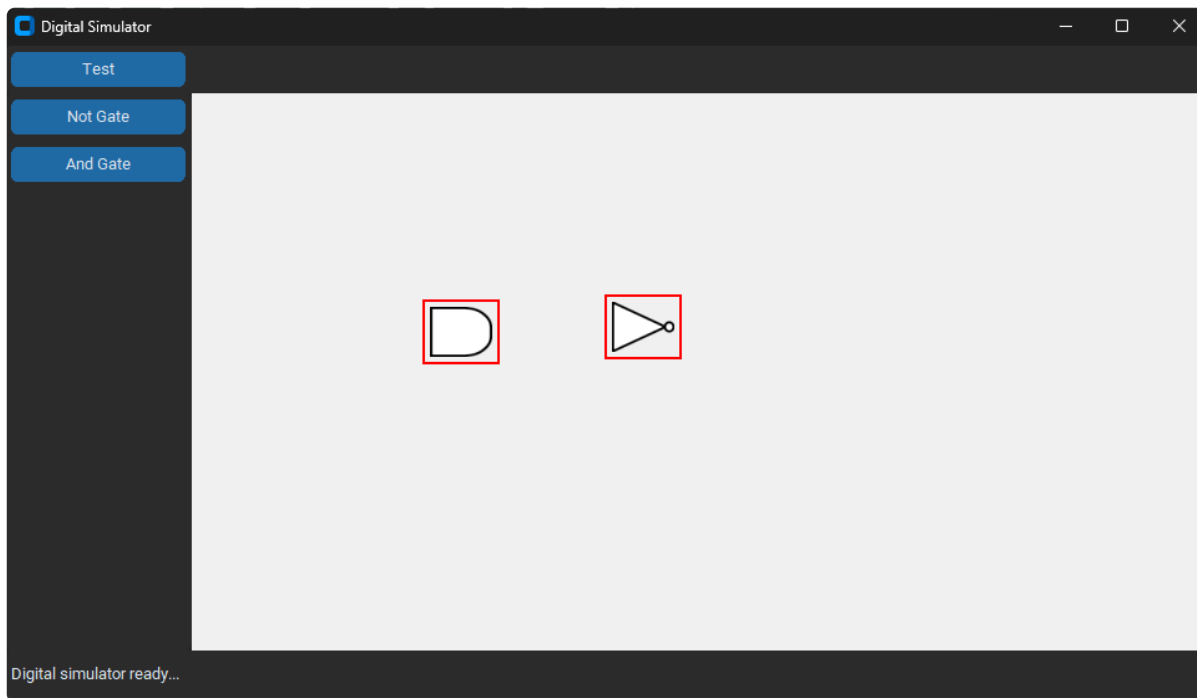 Digital Simulator
Test
Not Gate
And Gate
Digital simulator ready...